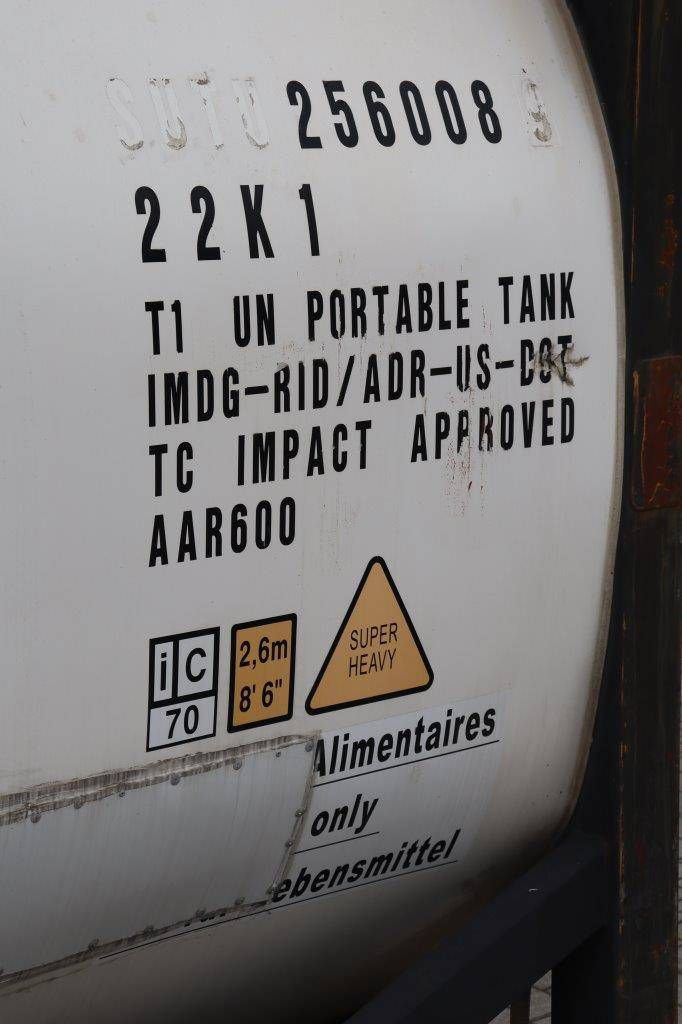 SUTU 256008 9
22K1
T1 UN PORTABLE TANK
IMDG-RID/ADR-US-DOT
TC IMPACT APPROVED
AAR600
iC
70
2,6m
8' 6"
SUPER
HEAVY
Alimentaires
only
ebensmittel